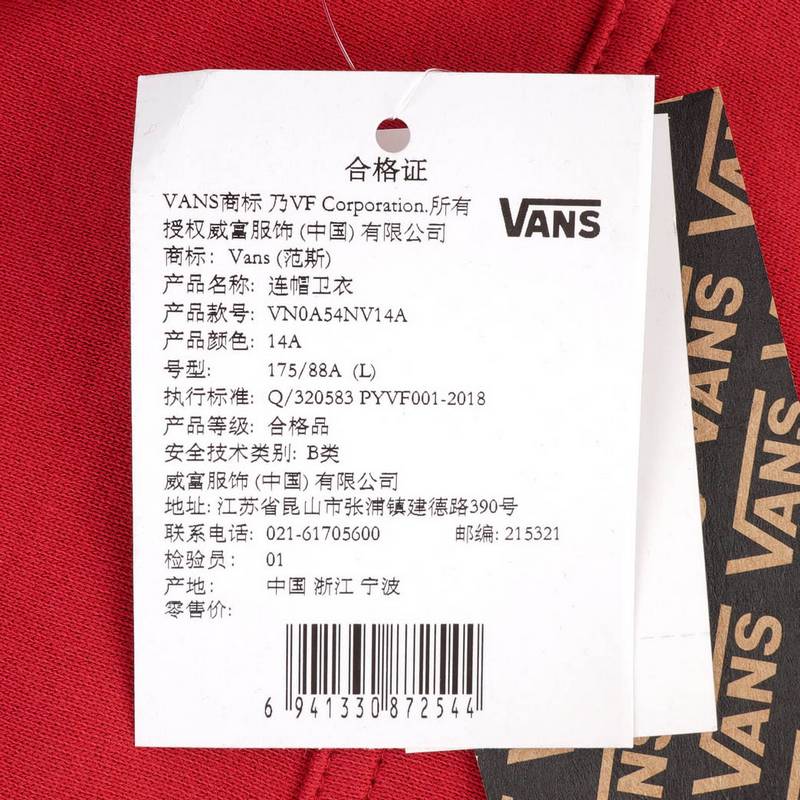 合格证
VANS商标 乃VF Corporation.所有
授权威富服饰 (中国) 有限公司
VANS
商标: Vans (范斯)
产品名称: 连帽卫衣
产品款号: VN0A54NV14A
产品颜色: 14A
号型: 175/88A (L)
执行标准: Q/320583 PYVF001-2018
产品等级: 合格品
安全技术类别: B类
威富服饰 (中国) 有限公司
地址: 江苏省昆山市张浦镇建德路390号
联系电话: 021-61705600 邮编: 215321
检验员: 01
产地: 中国 浙江 宁波
零售价:
6 941330 872544
VANS
VANS
VANS
VANS
VANS